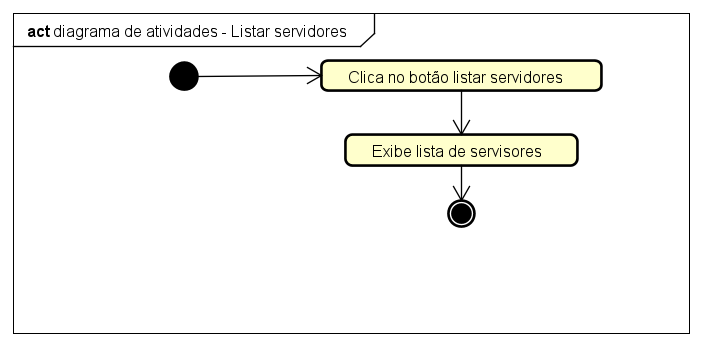 act diagrama de atividades - Listar servidores
Clica no botão listar servidores
Exibe lista de servisores